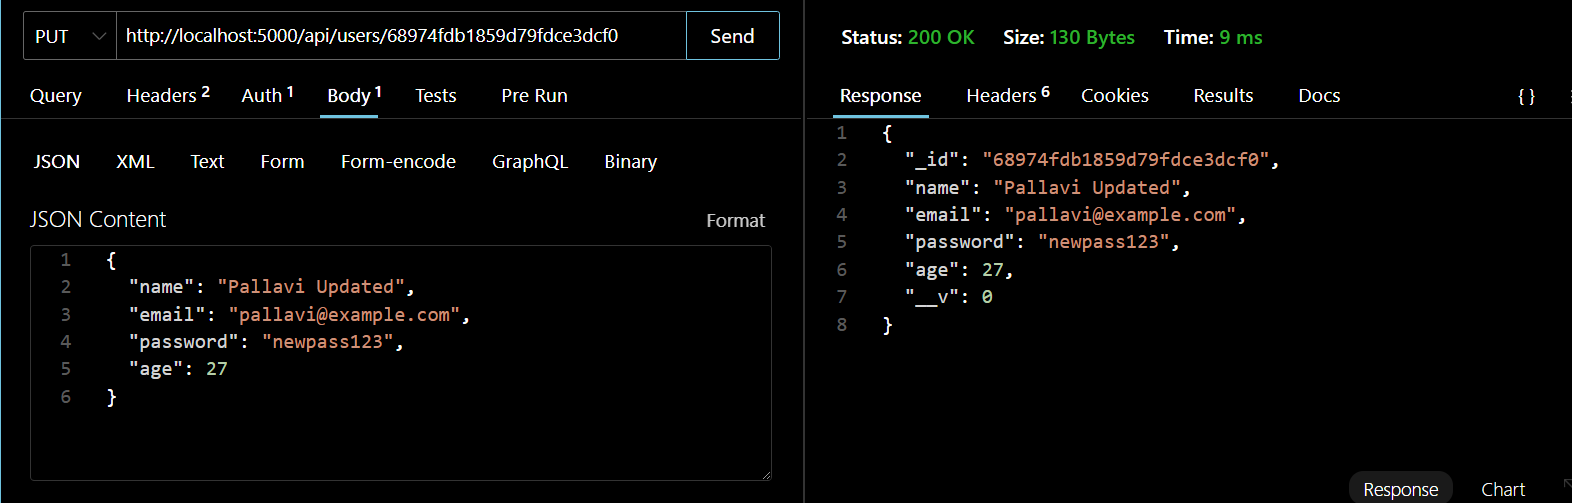 PUT http://localhost:5000/api/users/68974fdb1859d79fdce3dcf0 Send
Query Headers 2 Auth 1 Body 1 Tests Pre Run
JSON XML Text Form Form-encode GraphQL Binary
JSON Content Format
1 {
2 "name": "Pallavi Updated",
3 "email": "pallavi@example.com",
4 "password": "newpass123",
5 "age": 27
6 }
Status: 200 OK Size: 130 Bytes Time: 9 ms
Response Headers 6 Cookies Results Docs { }
1 {
2 "_id": "68974fdb1859d79fdce3dcf0",
3 "name": "Pallavi Updated",
4 "email": "pallavi@example.com",
5 "password": "newpass123",
6 "age": 27,
7 "__v": 0
8 }
Response Chart